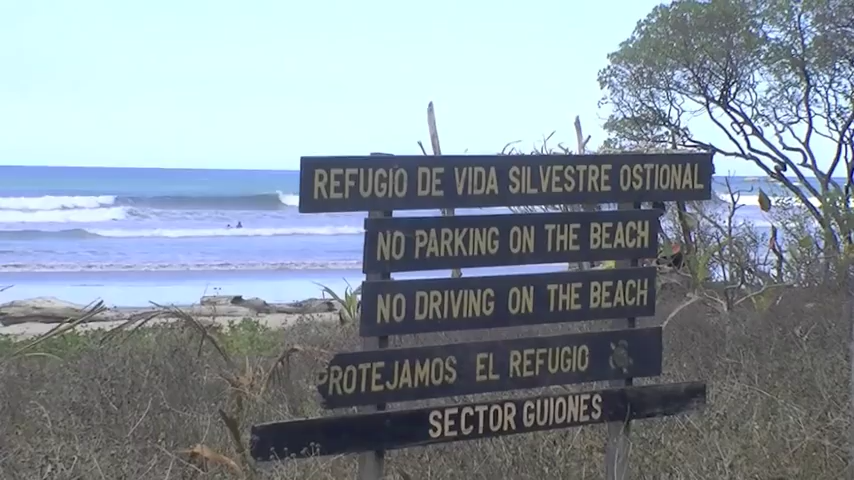 REFUGIO DE VIDA SILVESTRE OSTIONAL
NO PARKING ON THE BEACH
NO DRIVING ON THE BEACH
PROTEJAMOS EL REFUGIO
SECTOR GUIONES